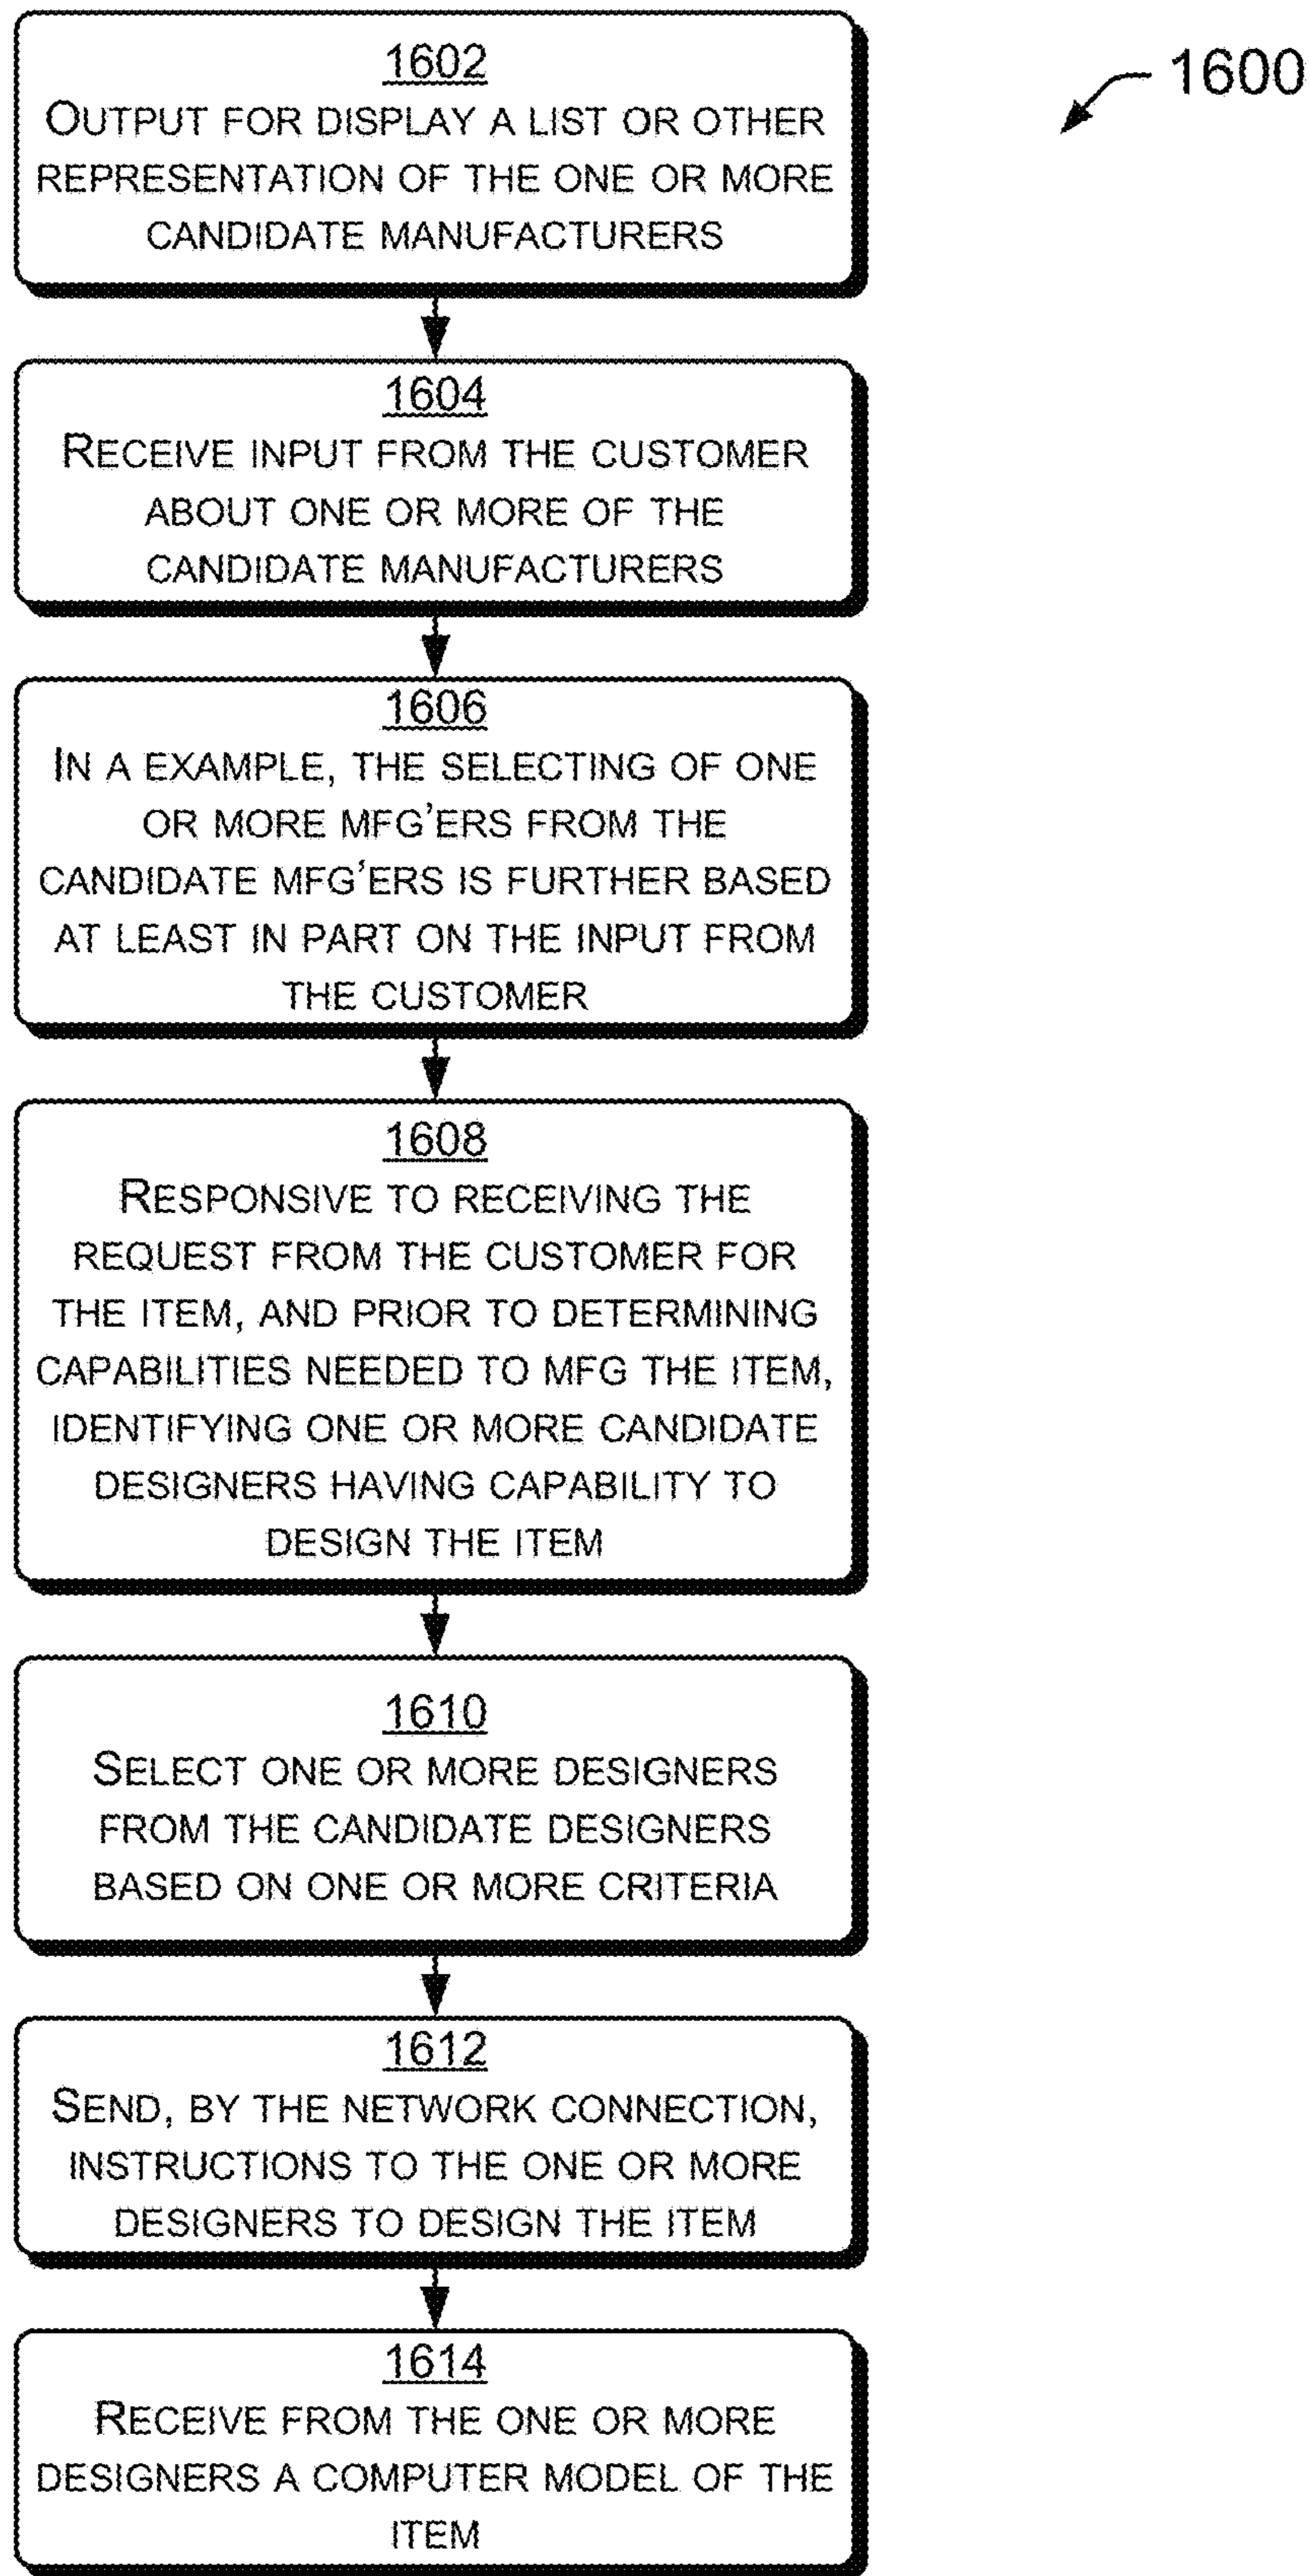 1600
1602
OUTPUT FOR DISPLAY A LIST OR OTHER
REPRESENTATION OF THE ONE OR MORE
CANDIDATE MANUFACTURERS
1604
RECEIVE INPUT FROM THE CUSTOMER
ABOUT ONE OR MORE OF THE
CANDIDATE MANUFACTURERS
1606
IN A EXAMPLE, THE SELECTING OF ONE
OR MORE MFG'ERS FROM THE
CANDIDATE MFG'ERS IS FURTHER BASED
AT LEAST IN PART ON THE INPUT FROM
THE CUSTOMER
1608
RESPONSIVE TO RECEIVING THE
REQUEST FROM THE CUSTOMER FOR
THE ITEM, AND PRIOR TO DETERMINING
CAPABILITIES NEEDED TO MFG THE ITEM,
IDENTIFYING ONE OR MORE CANDIDATE
DESIGNERS HAVING CAPABILITY TO
DESIGN THE ITEM
1610
SELECT ONE OR MORE DESIGNERS
FROM THE CANDIDATE DESIGNERS
BASED ON ONE OR MORE CRITERIA
1612
SEND, BY THE NETWORK CONNECTION,
INSTRUCTIONS TO THE ONE OR MORE
DESIGNERS TO DESIGN THE ITEM
1614
RECEIVE FROM THE ONE OR MORE
DESIGNERS A COMPUTER MODEL OF THE
ITEM